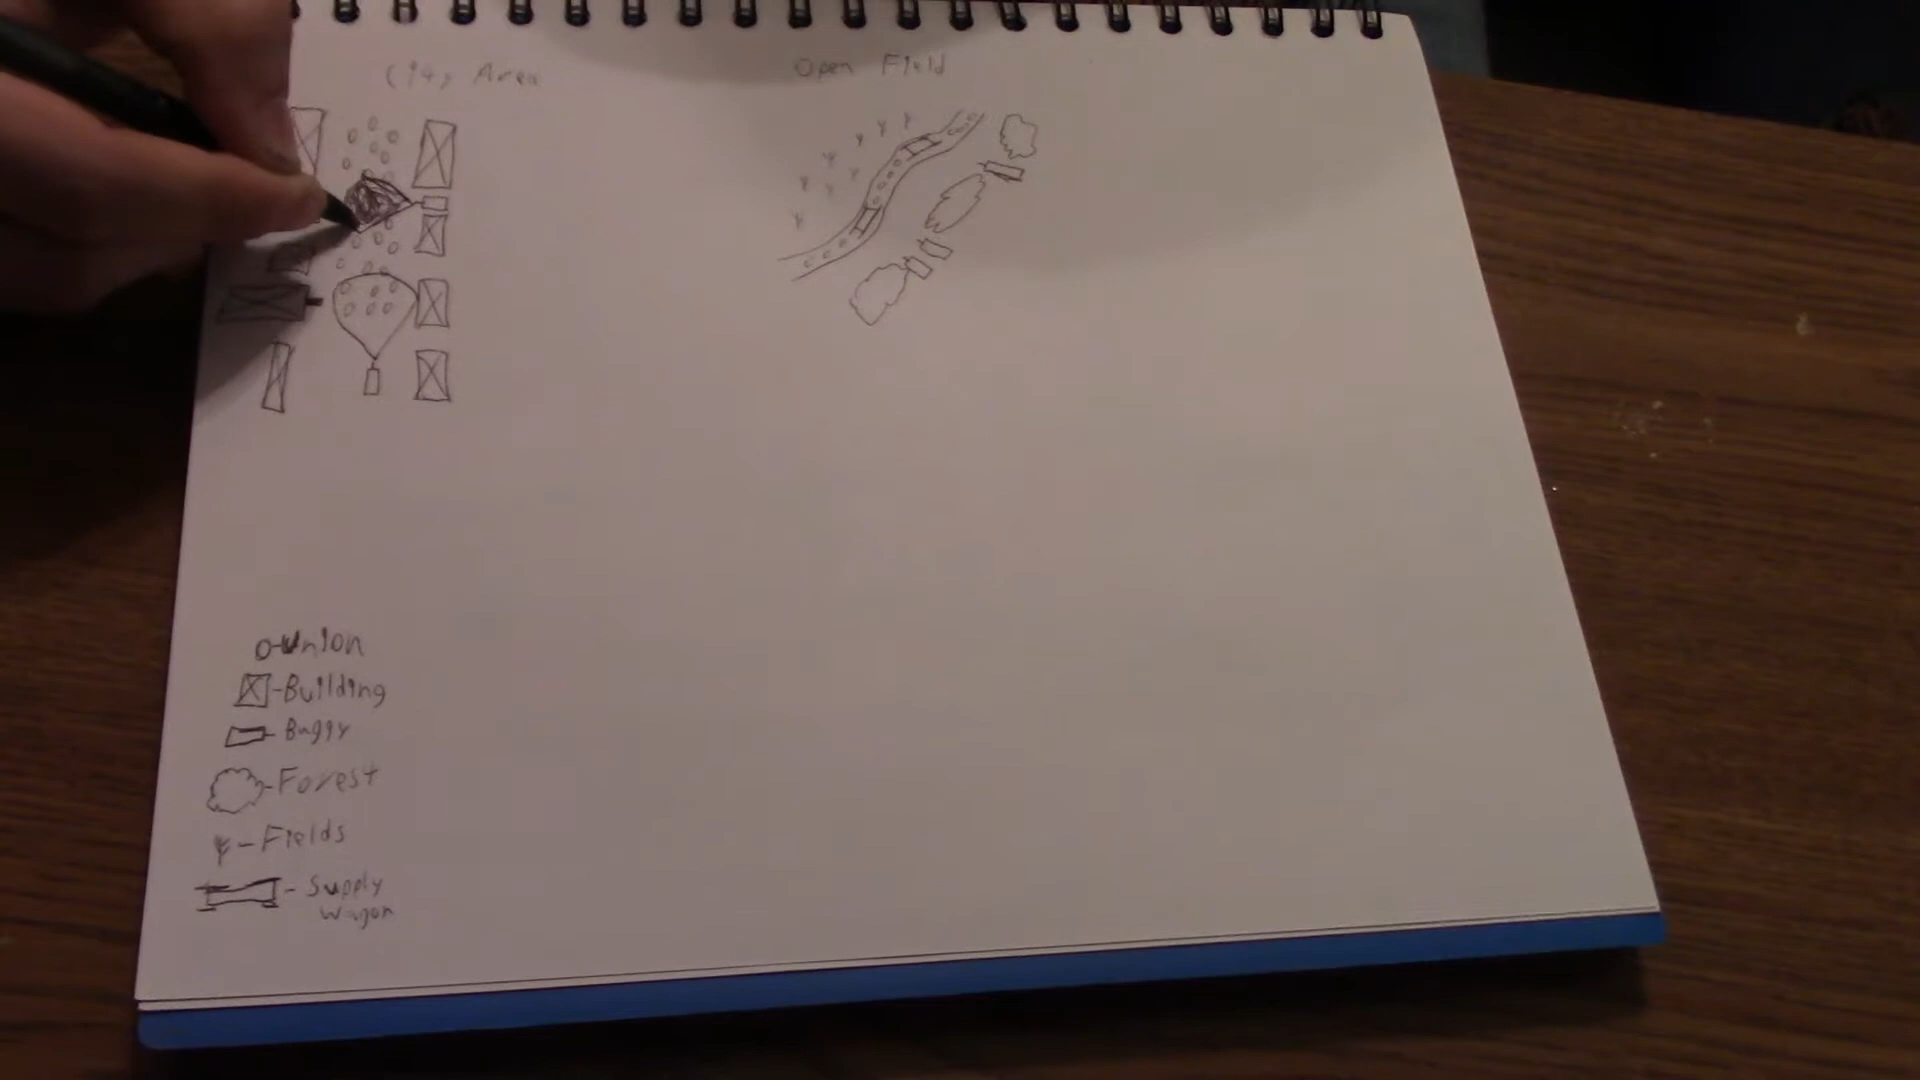 City Area
Open Field
O-Union
-Building
- Buggy
-Forest
-Fields
- Supply
Wagon